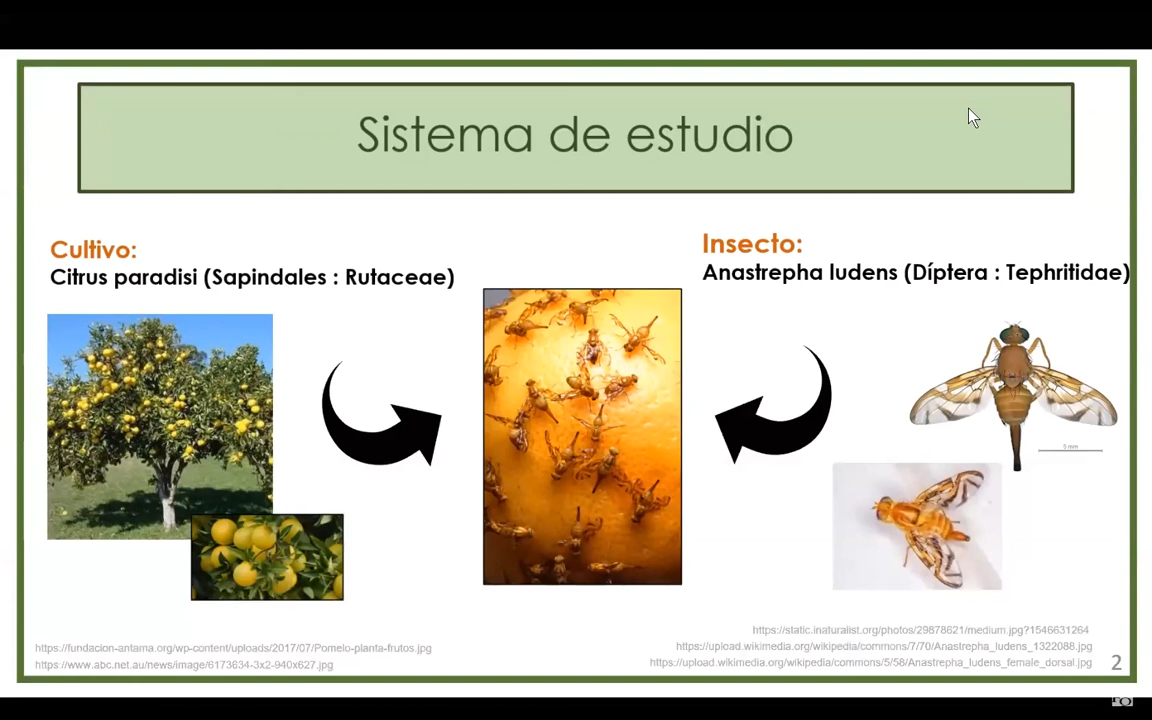 Sistema de estudio
Cultivo:
Citrus paradisi (Sapindales : Rutaceae)
Insecto:
Anastrepha ludens (Díptera : Tephritidae)
5 mm
https://fundacion-antama.org/wp-content/uploads/2017/07/Pomelo-planta-frutos.jpg
https://www.abc.net.au/news/image/6173634-3x2-940x627.jpg
https://static.inaturalist.org/photos/29878621/medium.jpg?1546631264
https://upload.wikimedia.org/wikipedia/commons/7/70/Anastrepha_ludens_1322088.jpg
https://upload.wikimedia.org/wikipedia/commons/5/58/Anastrepha_ludens_female_dorsal.jpg
2